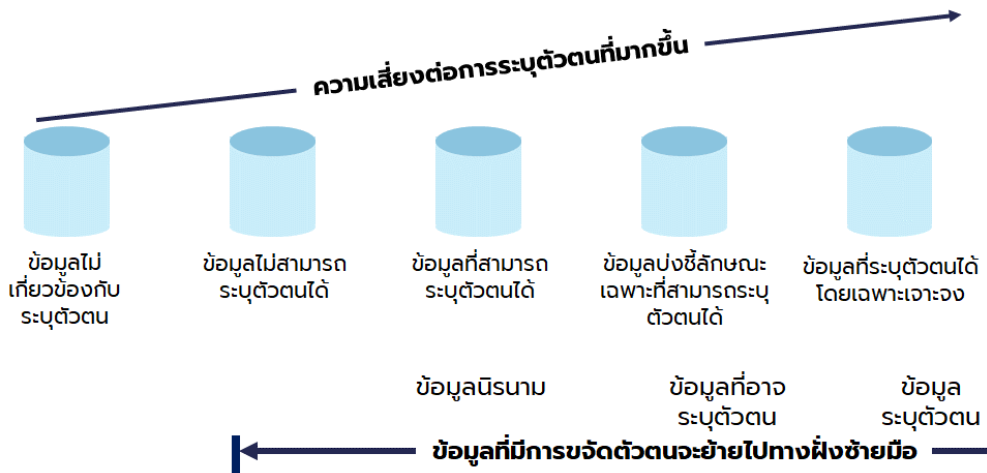 ความเสี่ยงต่อการระบุตัวตนที่มากขึ้น
ข้อมูลไม่
เกี่ยวข้องกับ
ระบุตัวตน
ข้อมูลไม่สามารถ
ระบุตัวตนได้
ข้อมูลที่สามารถ
ระบุตัวตนได้
ข้อมูลบ่งชี้ลักษณะ
เฉพาะที่สามารถระบุ
ตัวตนได้
ข้อมูลที่ระบุตัวตนได้
โดยเฉพาะเจาะจง
ข้อมูลนิรนาม
ข้อมูลที่อาจ
ระบุตัวตน
ข้อมูล
ระบุตัวตน
ข้อมูลที่มีการขจัดตัวตนจะย้ายไปทางฝั่งซ้ายมือ